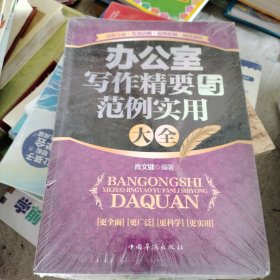 办公室
写作精要与
范例实用
大全
肖文键 编著
BANGONGSHI
XIEZUO JINGYAO YU FANLI SHIYONG
DAQUAN
[更全面] [更广泛] [更科学] [更实用]
中国华侨出版社
学前